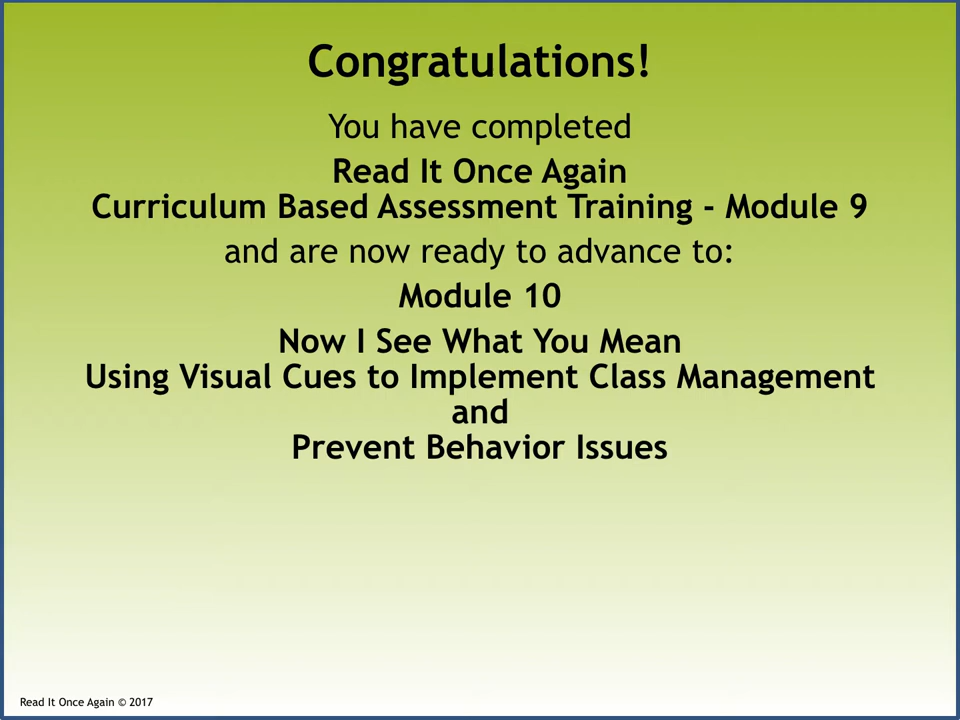 Congratulations!
You have completed
Read It Once Again
Curriculum Based Assessment Training - Module 9
and are now ready to advance to:
Module 10
Now I See What You Mean
Using Visual Cues to Implement Class Management
and
Prevent Behavior Issues
Read It Once Again © 2017